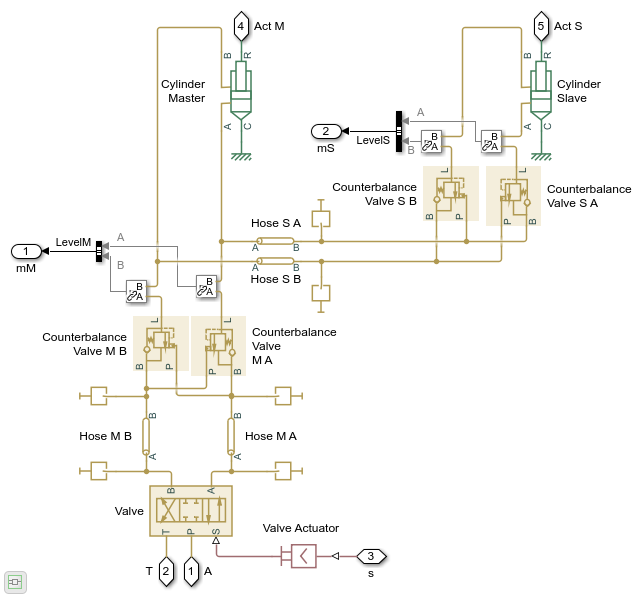 4 Act M
5 Act S
B R
B R
Cylinder
Master
Cylinder
Slave
A C
A C
A
2
LevelS
B
mS
B
A
B
A
L
L
Counterbalance
Valve S B
Counterbalance
Valve S A
B P
P B
Hose S A
A B
A B
Hose S B
LevelM
A
1
B
mM
B
A
B
A
L
L
Counterbalance
Valve M B
Counterbalance
Valve
M A
B P
P B
B
B
Hose M B
Hose M A
A
A
B A
Valve
T P S
Valve Actuator
3
s
T 2
1 A